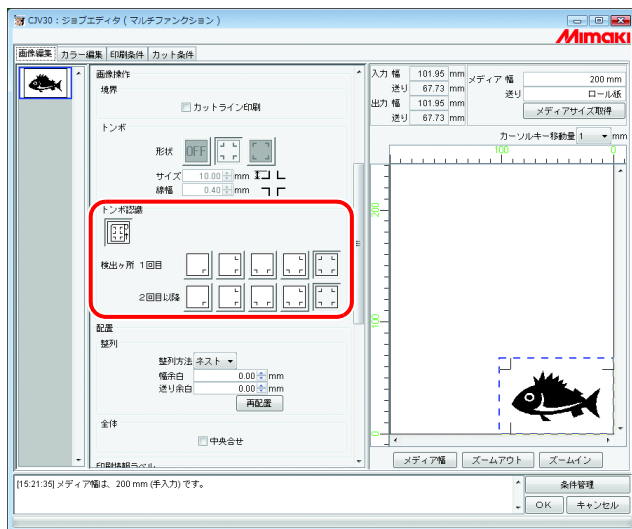 CJV30：ジョブエディタ ( マルチファンクション )
Mimaki
画像編集 カラー編集 印刷条件 カット条件
画像操作
境界
カットライン印刷
トンボ
形状 OFF
サイズ 10.00 mm
線幅 0.40 mm
トンボ認識
検出ヶ所 1回目
2回目以降
配置
整列
整列方法 ネスト
幅余白 0.00 mm
送り余白 0.00 mm
再配置
全体
中央合せ
印刷情報ラベル
入力 幅 101.95 mm
送り 67.73 mm
出力 幅 101.95 mm
送り 67.73 mm
メディア 幅 200 mm
送り ロール紙
メディアサイズ取得
カーソルキー移動量 1 mm
100 0
200
100
0
メディア幅 ズームアウト ズームイン
[15:21:35] メディア幅は、200 mm (手入力) です。
条件管理
OK キャンセル